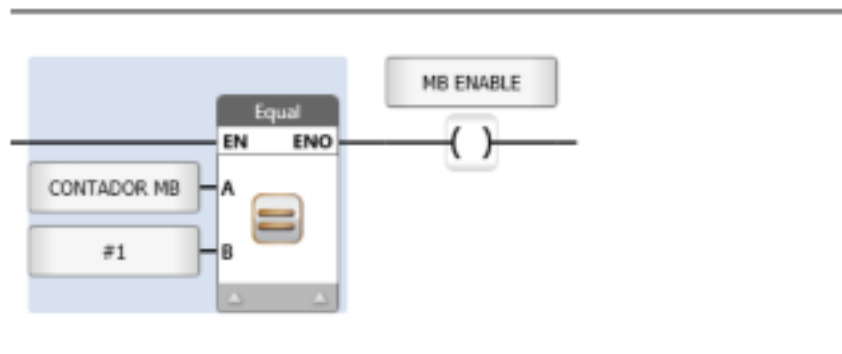 MB ENABLE
Equal
EN ENO
( )
CONTADOR MB A
#1 B